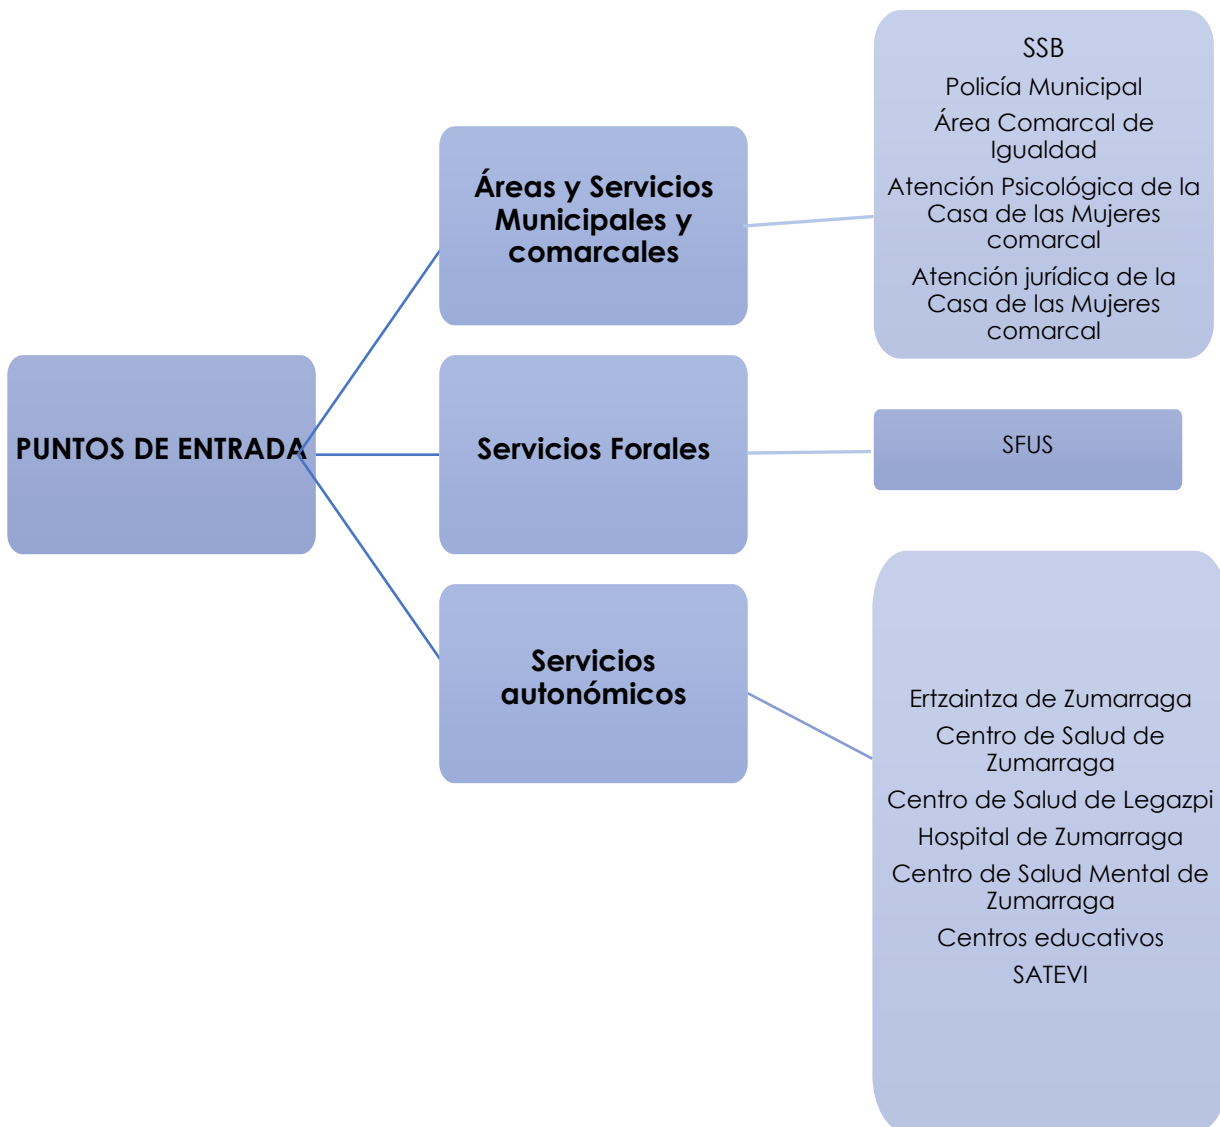 PUNTOS DE ENTRADA
Áreas y Servicios
Municipales y
comarcales
SSB
Policía Municipal
Área Comarcal de
Igualdad
Atención Psicológica de la
Casa de las Mujeres
comarcal
Atención jurídica de la
Casa de las Mujeres
comarcal
Servicios Forales
SFUS
Servicios
autonómicos
Ertzaintza de Zumarraga
Centro de Salud de
Zumarraga
Centro de Salud de Legazpi
Hospital de Zumarraga
Centro de Salud Mental de
Zumarraga
Centros educativos
SATEVI